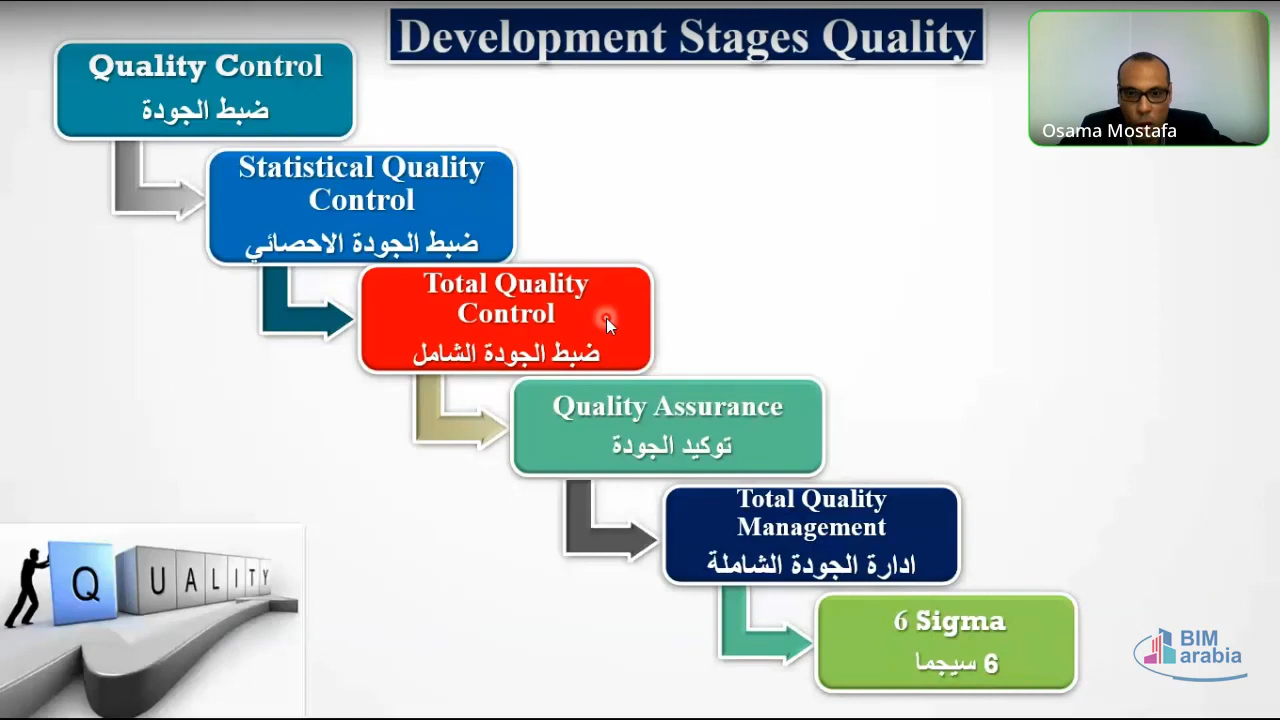 Development Stages Quality
Quality Control
ضبط الجودة
Statistical Quality
Control
ضبط الجودة الاحصائي
Total Quality
Control
ضبط الجودة الشامل
Quality Assurance
توكيد الجودة
Total Quality
Management
ادارة الجودة الشاملة
6 Sigma
6 سيجما
Osama Mostafa
QUALITY
BIM
arabia